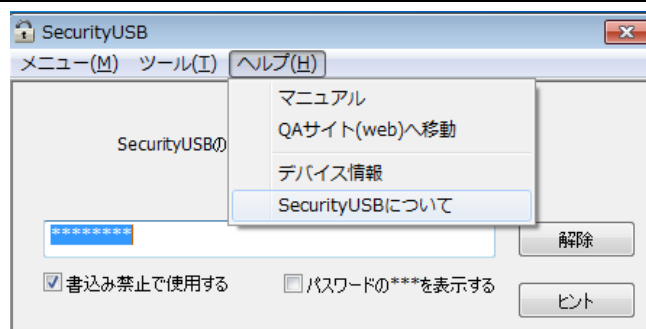 SecurityUSB
メニュー(M) ツール(T) ヘルプ(H)
マニュアル
QAサイト(web)へ移動
デバイス情報
SecurityUSBについて
SecurityUSBの
********
解除
書込み禁止で使用する
パスワードの***を表示する
ヒント